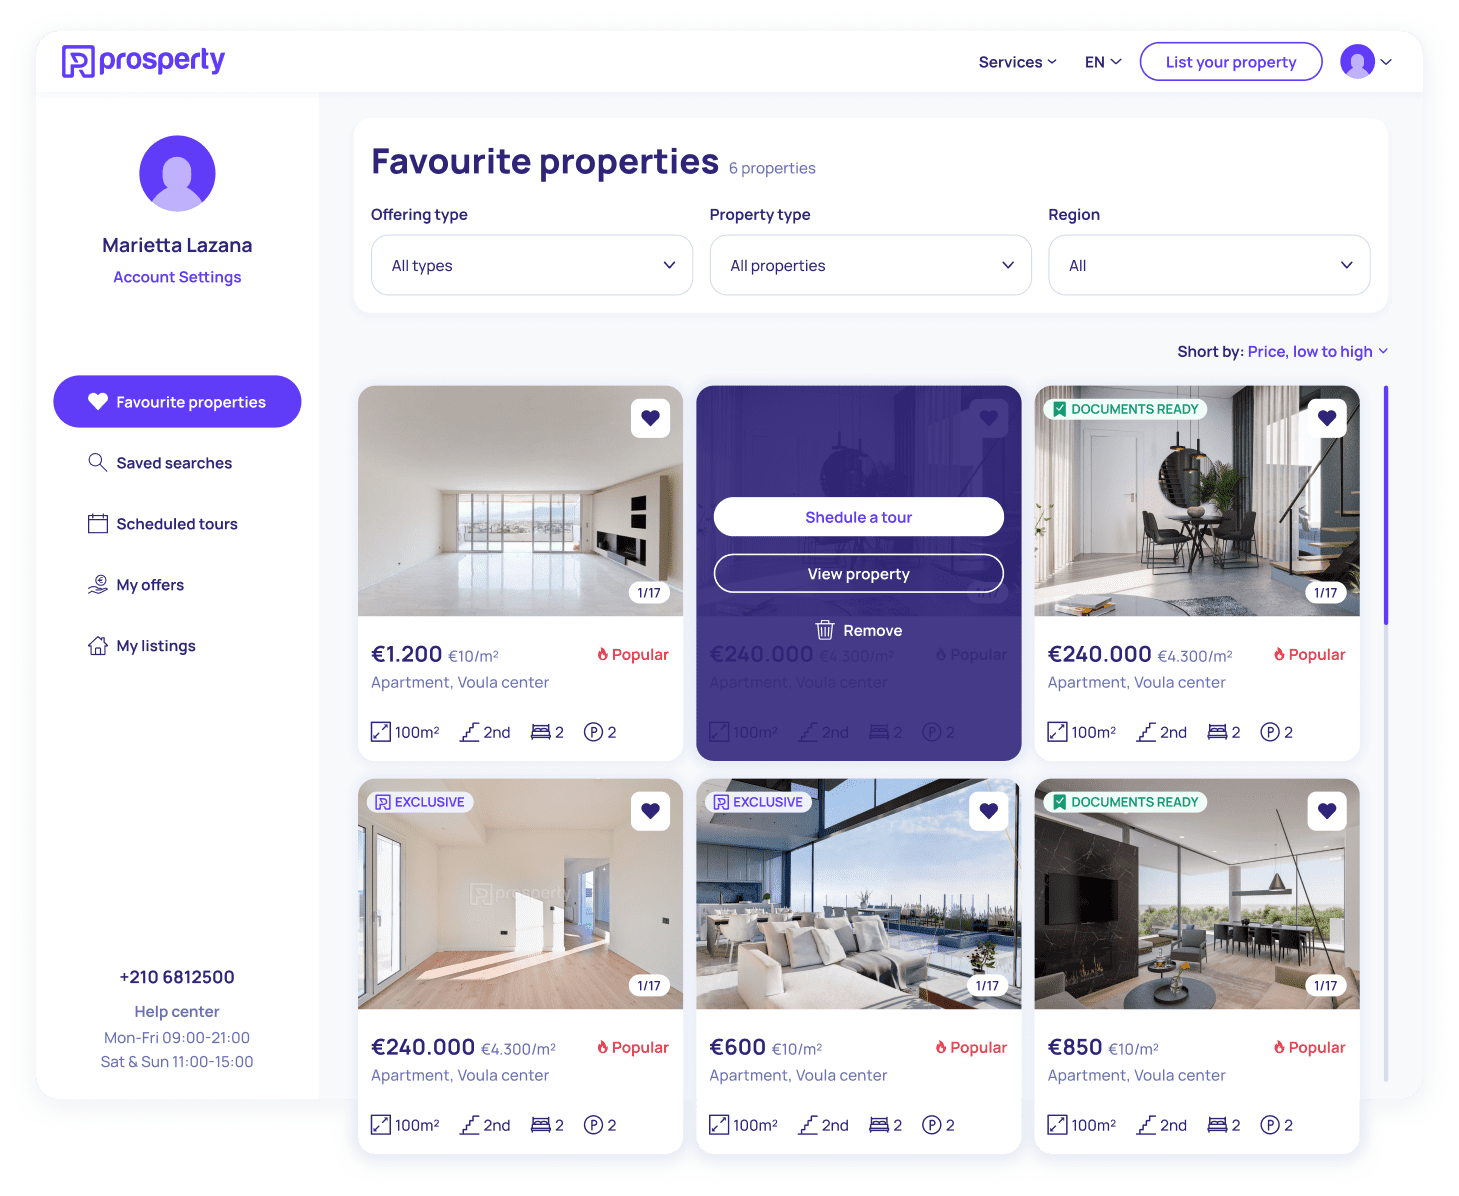 prosperty
Services
EN
List your property
Marietta Lazana
Account Settings
Favourite properties
Saved searches
Scheduled tours
My offers
My listings
+210 6812500
Help center
Mon-Fri 09:00-21:00
Sat & Sun 11:00-15:00
Favourite properties 6 properties
Offering type
All types
Property type
All properties
Region
All
Short by: Price, low to high
1/17
€1.200 €10/m²
Popular
Apartment, Voula center
100m² 2nd 2 P 2
Shedule a tour
View property
Remove
1/17
€240.000 €4.300/m²
Popular
Apartment, Voula center
100m² 2nd 2 P 2
DOCUMENTS READY
1/17
€240.000 €4.300/m²
Popular
Apartment, Voula center
100m² 2nd 2 P 2
EXCLUSIVE
prosperty
1/17
€240.000 €4.300/m²
Popular
Apartment, Voula center
100m² 2nd 2 P 2
EXCLUSIVE
1/17
€600 €10/m²
Popular
Apartment, Voula center
100m² 2nd 2 P 2
DOCUMENTS READY
1/17
€850 €10/m²
Popular
Apartment, Voula center
100m² 2nd 2 P 2